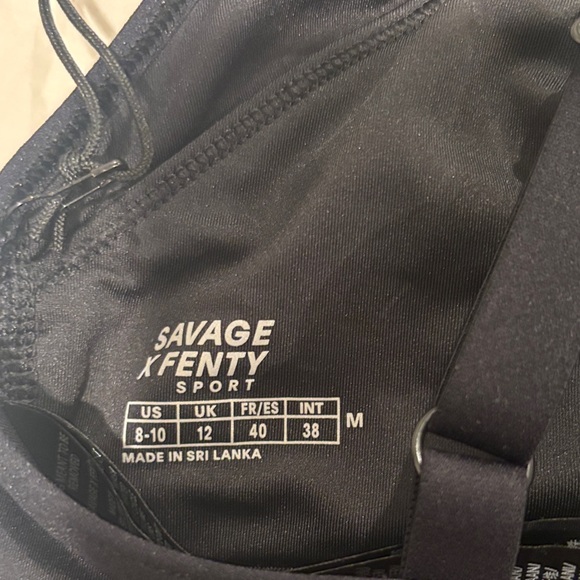 SAVAGE
X FENTY
SPORT
US UK FR/ES INT
8-10 12 40 38 M
MADE IN SRI LANKA